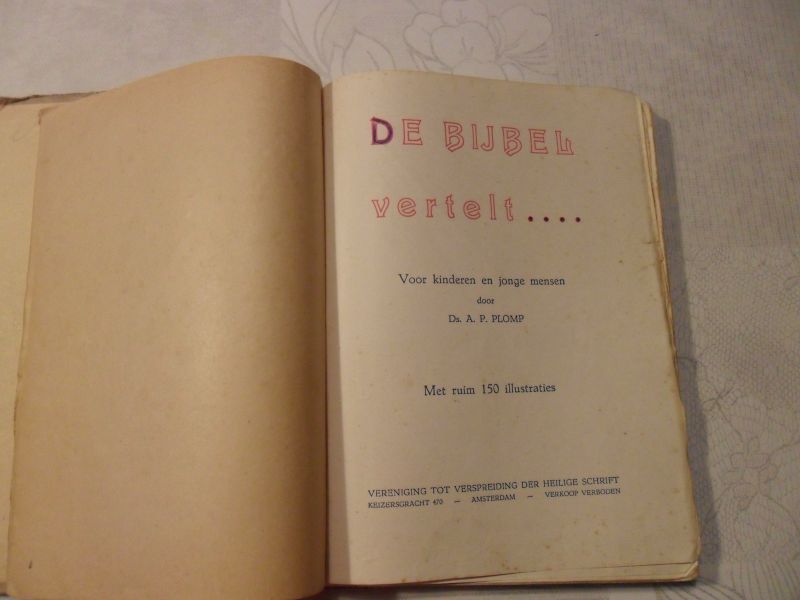 DE BIJBEL
vertelt....
Voor kinderen en jonge mensen
door
Ds. A. P. PLOMP
Met ruim 150 illustraties
VERENIGING TOT VERSPREIDING DER HEILIGE SCHRIFT
KEIZERSGRACHT 470 — AMSTERDAM — VERKOOP VERBODEN